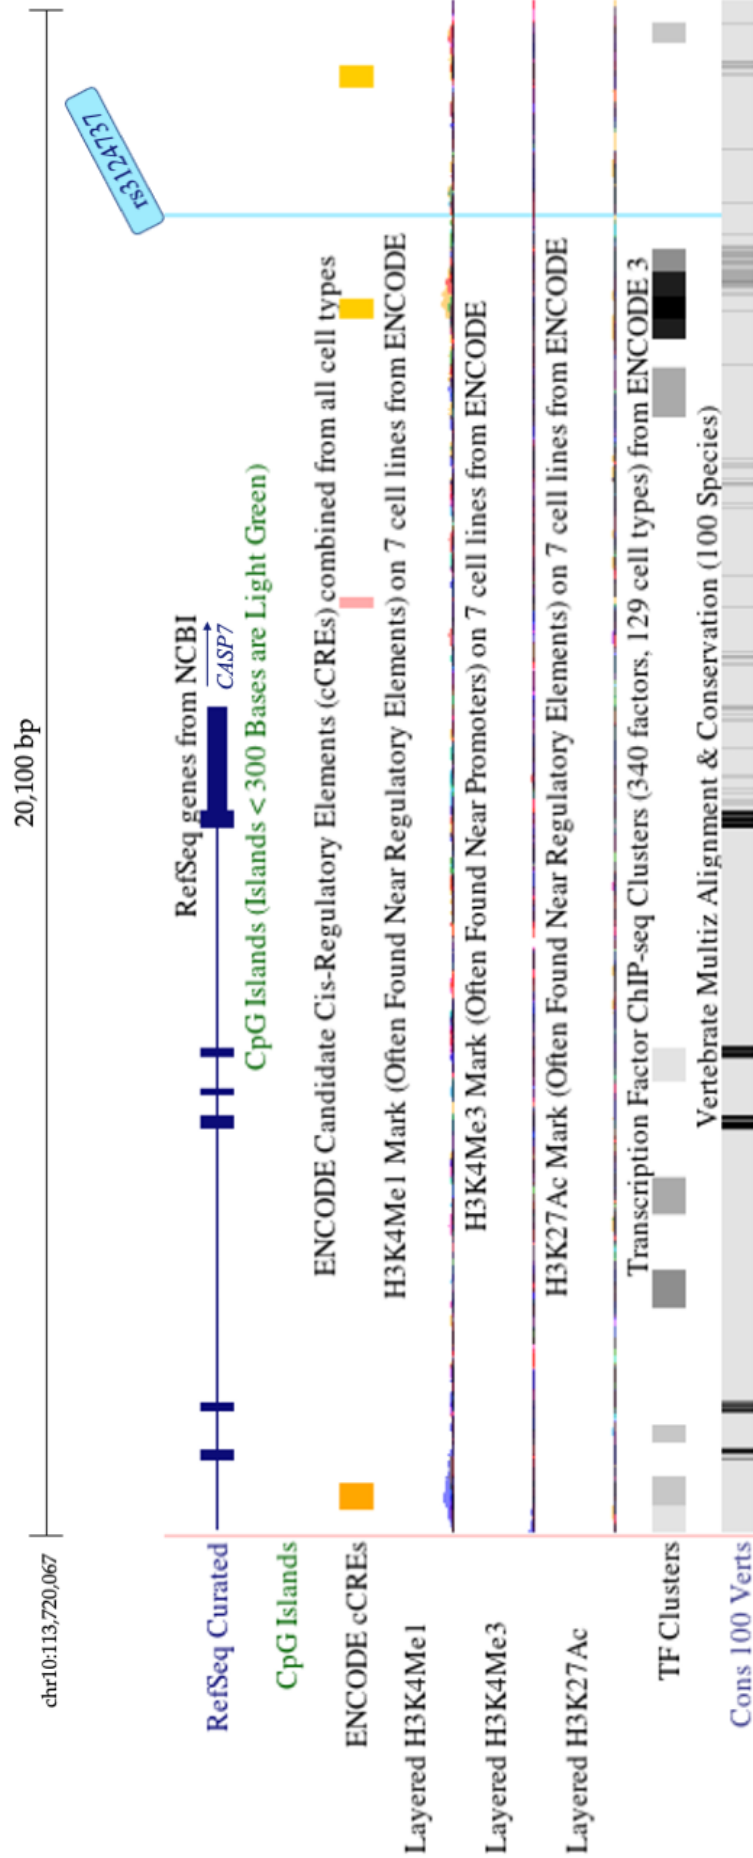 20,100 bp
chr10:113,720,067
rs3124737
RefSeq genes from NCBI
RefSeq Curated
CASP7
CpG Islands (Islands < 300 Bases are Light Green)
CpG Islands
ENCODE Candidate Cis-Regulatory Elements (cCREs) combined from all cell types
ENCODE cCREs
H3K4Me1 Mark (Often Found Near Regulatory Elements) on 7 cell lines from ENCODE
Layered H3K4Me1
H3K4Me3 Mark (Often Found Near Promoters) on 7 cell lines from ENCODE
Layered H3K4Me3
H3K27Ac Mark (Often Found Near Regulatory Elements) on 7 cell lines from ENCODE
Layered H3K27Ac
Transcription Factor ChIP-seq Clusters (340 factors, 129 cell types) from ENCODE 3
TF Clusters
Vertebrate Multiz Alignment & Conservation (100 Species)
Cons 100 Verts